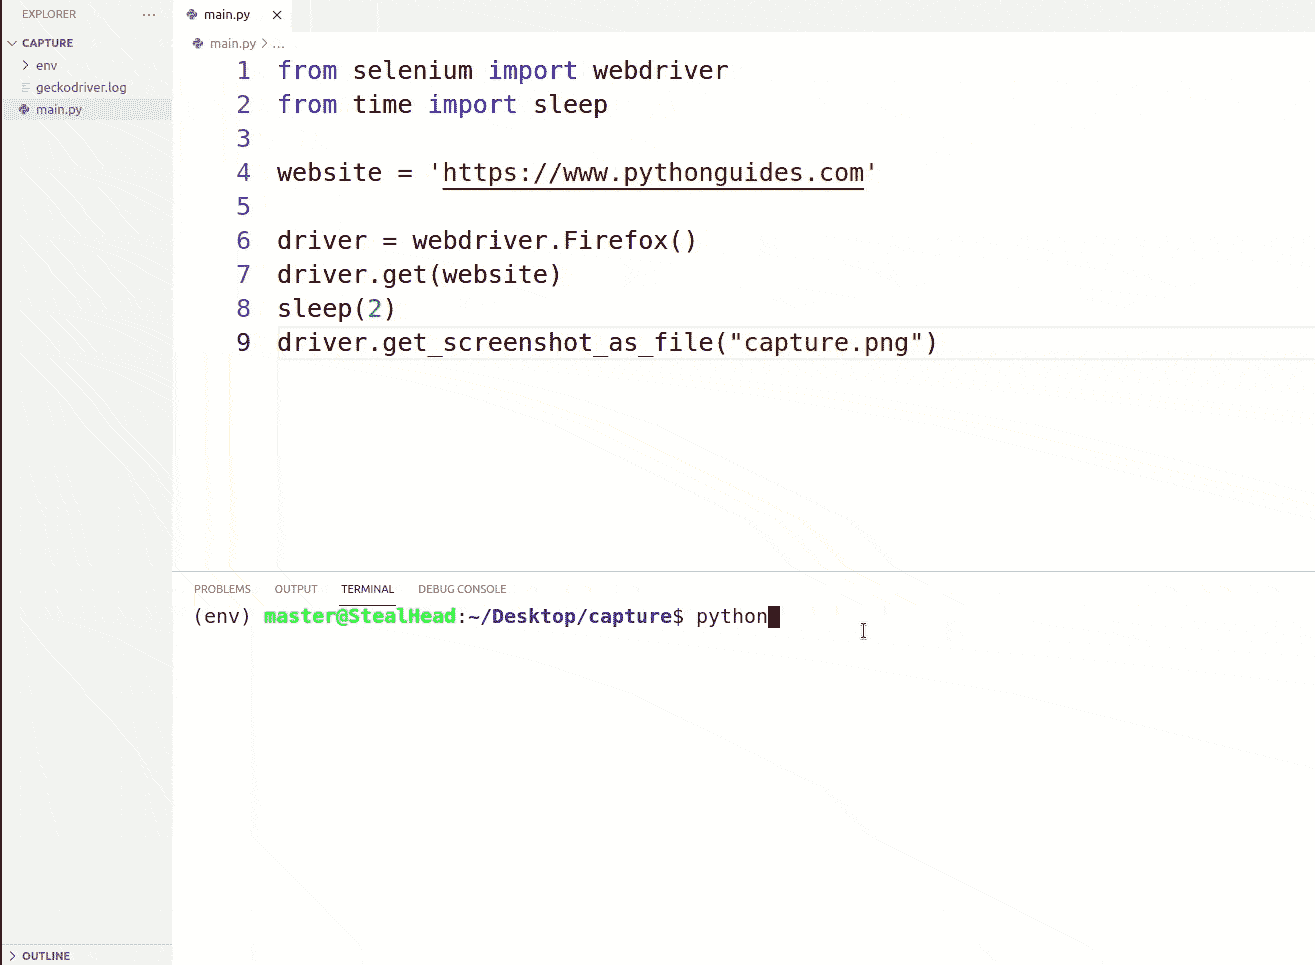 EXPLORER ...
CAPTURE
env
geckodriver.log
main.py
OUTLINE
main.py
main.py > ...
1 from selenium import webdriver
2 from time import sleep
3
4 website = 'https://www.pythonguides.com'
5
6 driver = webdriver.Firefox()
7 driver.get(website)
8 sleep(2)
9 driver.get_screenshot_as_file("capture.png")
PROBLEMS OUTPUT TERMINAL DEBUG CONSOLE
(env) master@StealHead:~/Desktop/capture$ python